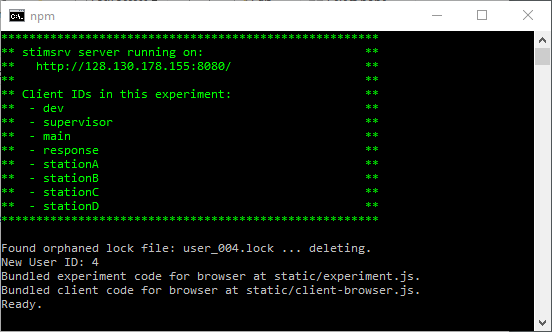 npm
****************************************************
** stimsrv server running on:                     **
**   http://128.130.178.155:8080/                 **
**                                                **
** Client IDs in this experiment:                 **
**  - dev                                         **
**  - supervisor                                  **
**  - main                                        **
**  - response                                    **
**  - stationA                                    **
**  - stationB                                    **
**  - stationC                                    **
**  - stationD                                    **
****************************************************
Found orphaned lock file: user_004.lock ... deleting.
New User ID: 4
Bundled experiment code for browser at static/experiment.js.
Bundled client code for browser at static/client-browser.js.
Ready.